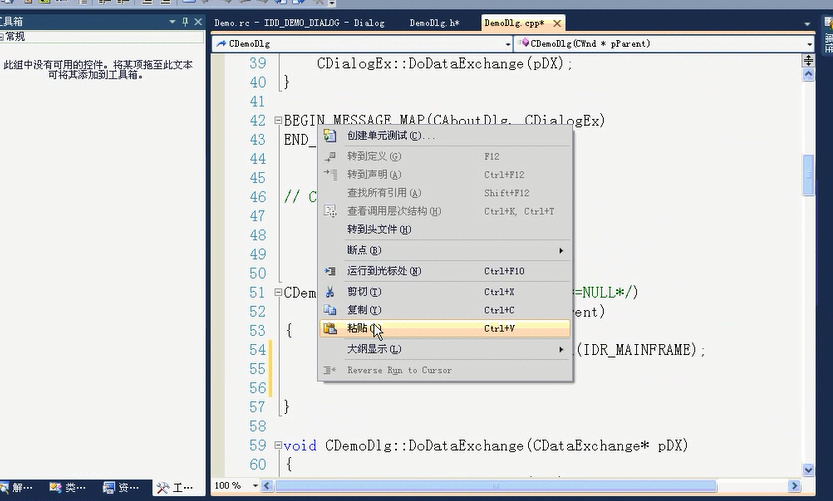 工具箱
常规
此组中没有可用的控件。将某项拖至此文本
可将其添加到工具箱。
解… 类… 资… 工…
Demo.rc - IDD_DEMO_DIALOG - Dialog DemoDlg.h* DemoDlg.cpp*
CDemoDlg CDemoDlg(CWnd * pParent)
39 CDialogEx::DoDataExchange(pDX);
40 }
41
42 BEGIN_MESSAGE_MAP(CAboutDlg, CDialogEx)
43 END_
44
45
46 // C
47
48
49
50
51 CDem =NULL*/)
52 rent)
53 {
54 (IDR_MAINFRAME);
55
56
57 }
58
59 void CDemoDlg::DoDataExchange(CDataExchange* pDX)
60 {
创建单元测试(C)...
转到定义(G) F12
转到声明(A) Ctrl+F12
查找所有引用(A) Shift+F12
查看调用层次结构(H) Ctrl+K, Ctrl+T
转到头文件(H)
断点(B)
运行到光标处(N) Ctrl+F10
剪切(T) Ctrl+X
复制(Y) Ctrl+C
粘贴 Ctrl+V
大纲显示(L)
Reverse Run to Cursor
100 %